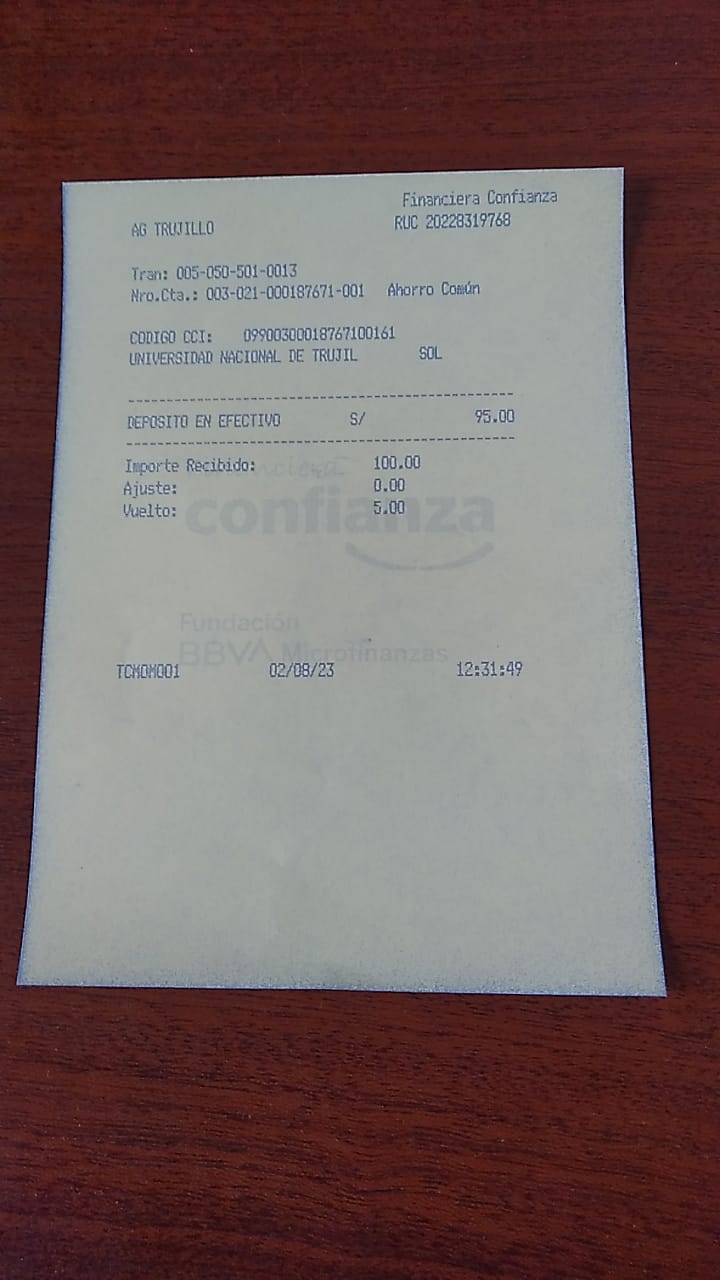 Financiera Confianza
AG TRUJILLO RUC 20228319768
Tran: 005-050-501-0013
Nro.Cta.: 003-021-000187671-001 Ahorro Común
CODIGO CCI: 09900300018767100161
UNIVERSIDAD NACIONAL DE TRUJIL SOL
----------------------------------------------------
DEPOSITO EN EFECTIVO S/ 95.00
----------------------------------------------------
Importe Recibido: 100.00
Ajuste: 0.00
Vuelto: 5.00
financiera
confianza
Fundación
BBVA Microfinanzas
TCMOM001 02/08/23 12:31:49